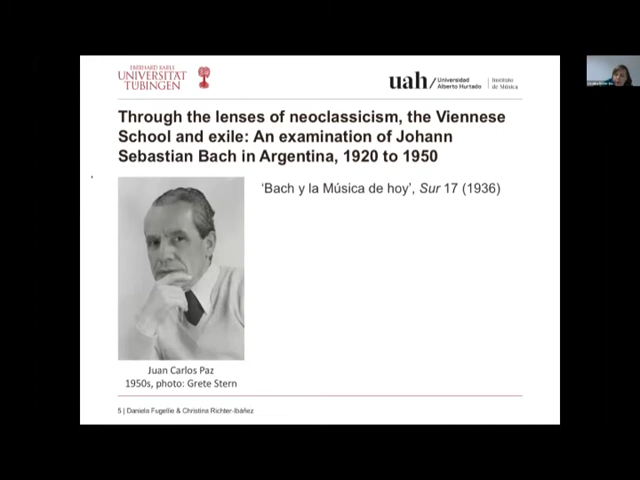 EBERHARD KARLS
UNIVERSITÄT
TÜBINGEN
uah/ Universidad
Alberto Hurtado
Instituto
de Música
Through the lenses of neoclassicism, the Viennese
School and exile: An examination of Johann
Sebastian Bach in Argentina, 1920 to 1950
‘Bach y la Música de hoy’, Sur 17 (1936)
Juan Carlos Paz
1950s, photo: Grete Stern
5 | Daniela Fugellie & Christina Richter-Ibáñez